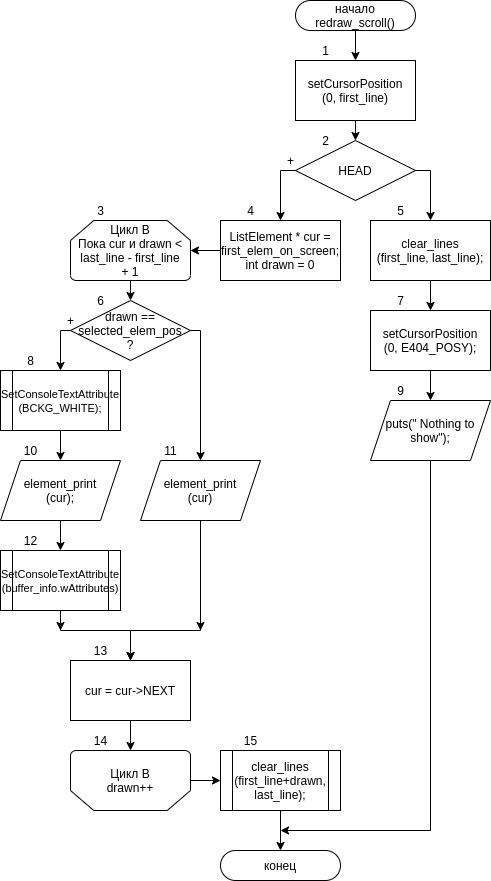 начало
redraw_scroll()
1
setCursorPosition
(0, first_line)
2
HEAD
+
3
Цикл B
Пока cur и drawn <
last_line - first_line
+ 1
4
ListElement * cur =
first_elem_on_screen;
int drawn = 0
5
clear_lines
(first_line, last_line);
6
drawn ==
selected_elem_pos
?
+
7
setCursorPosition
(0, E404_POSY);
8
SetConsoleTextAttribute
(BCKG_WHITE);
9
puts(" Nothing to
show");
10
element_print
(cur);
11
element_print
(cur)
12
SetConsoleTextAttribute
(buffer_info.wAttributes)
13
cur = cur->NEXT
14
Цикл B
drawn++
15
clear_lines
(first_line+drawn,
last_line);
конец